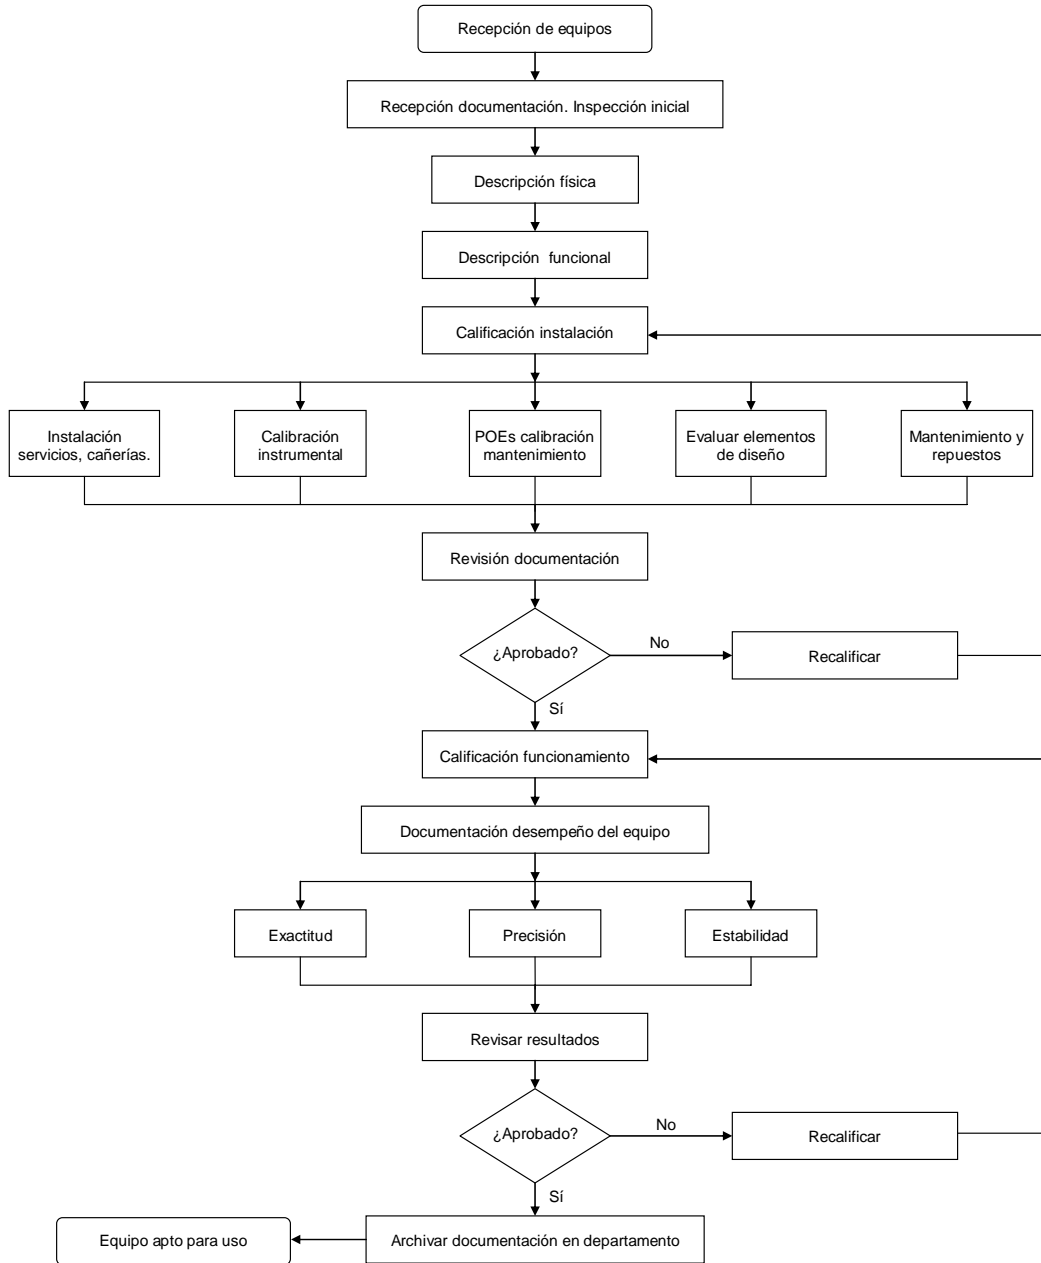 Recepción de equipos
Recepción documentación. Inspección inicial
Descripción física
Descripción funcional
Calificación instalación
Instalación
servicios, cañerías.
Calibración
instrumental
POEs calibración
mantenimiento
Evaluar elementos
de diseño
Mantenimiento y
repuestos
Revisión documentación
¿Aprobado?
No
Recalificar
Sí
Calificación funcionamiento
Documentación desempeño del equipo
Exactitud
Precisión
Estabilidad
Revisar resultados
¿Aprobado?
No
Recalificar
Sí
Equipo apto para uso
Archivar documentación en departamento